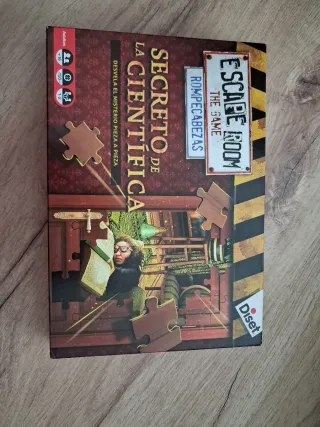 ESCAPE ROOM
THE GAME
ROMPECABEZAS
SECRETO DE
LA CIENTÍFICA
DESVELA EL MISTERIO PIEZA A PIEZA
Diset